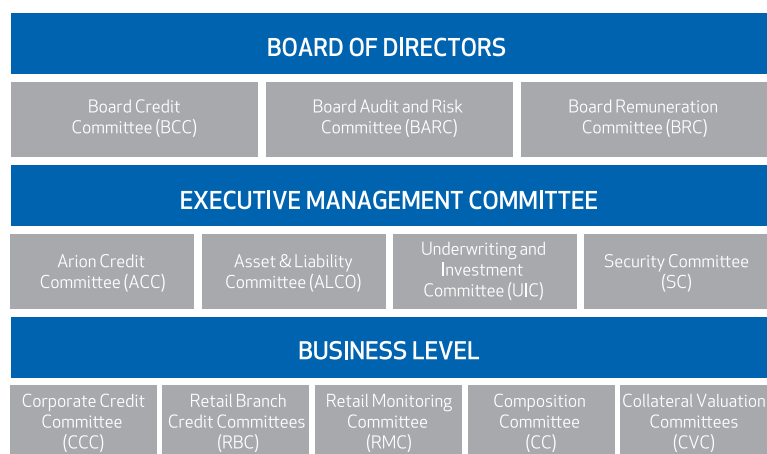 BOARD OF DIRECTORS
Board Credit
Committee (BCC)
Board Audit and Risk
Committee (BARC)
Board Remuneration
Committee (BRC)
EXECUTIVE MANAGEMENT COMMITTEE
Arion Credit
Committee (ACC)
Asset & Liability
Committee (ALCO)
Underwriting and
Investment
Committee (UIC)
Security Committee
(SC)
BUSINESS LEVEL
Corporate Credit
Committee
(CCC)
Retail Branch
Credit Committees
(RBC)
Retail Monitoring
Committee
(RMC)
Composition
Committee
(CC)
Collateral Valuation
Committees
(CVC)